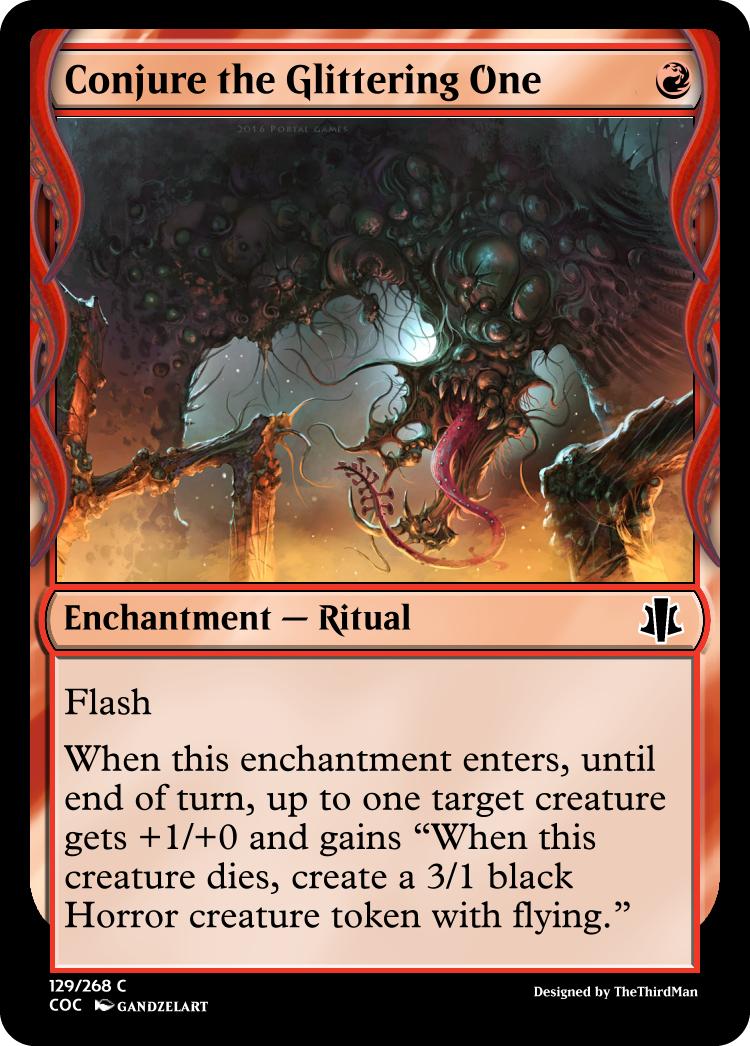 Conjure the Glittering One
2016 Portal Games
Enchantment — Ritual
Flash
When this enchantment enters, until
end of turn, up to one target creature
gets +1/+0 and gains “When this
creature dies, create a 3/1 black
Horror creature token with flying.”
129/268 C
COC GANDZELART
Designed by TheThirdMan